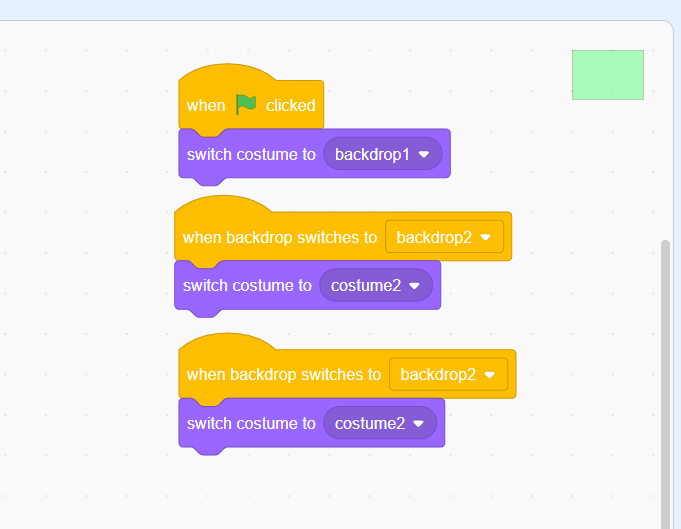 when clicked
switch costume to backdrop1
when backdrop switches to backdrop2
switch costume to costume2
when backdrop switches to backdrop2
switch costume to costume2